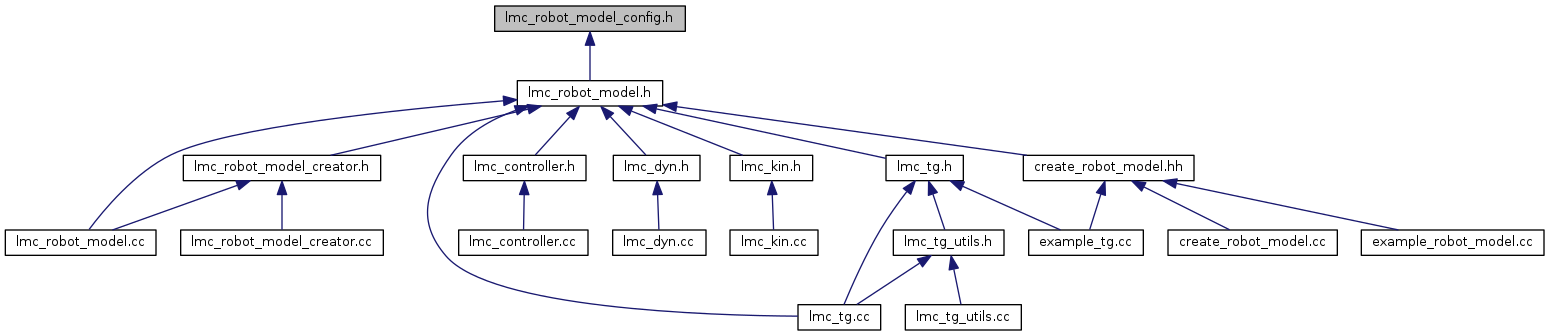 lmc_robot_model_config.h
lmc_robot_model.h
lmc_robot_model_creator.h
lmc_controller.h
lmc_dyn.h
lmc_kin.h
lmc_tg.h
create_robot_model.hh
lmc_robot_model.cc
lmc_robot_model_creator.cc
lmc_controller.cc
lmc_dyn.cc
lmc_kin.cc
lmc_tg_utils.h
example_tg.cc
create_robot_model.cc
example_robot_model.cc
lmc_tg.cc
lmc_tg_utils.cc